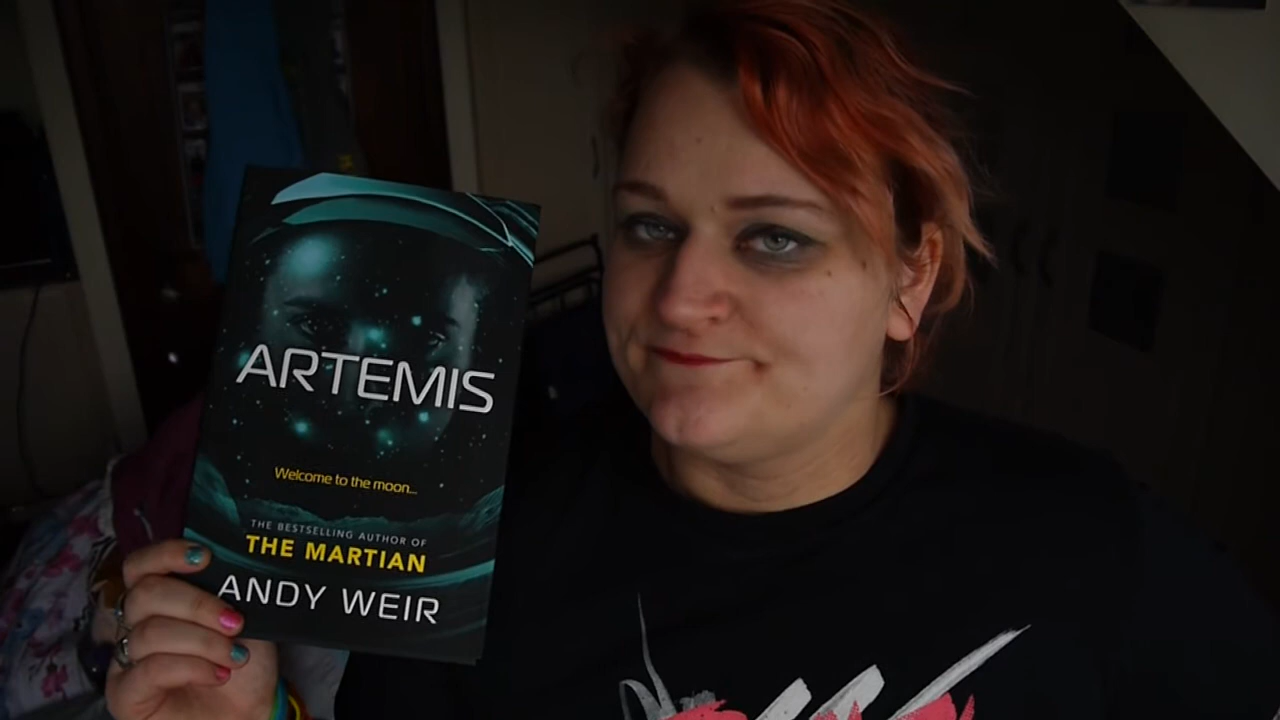 ARTEMIS
Welcome to the moon...
THE BESTSELLING AUTHOR OF
THE MARTIAN
ANDY WEIR